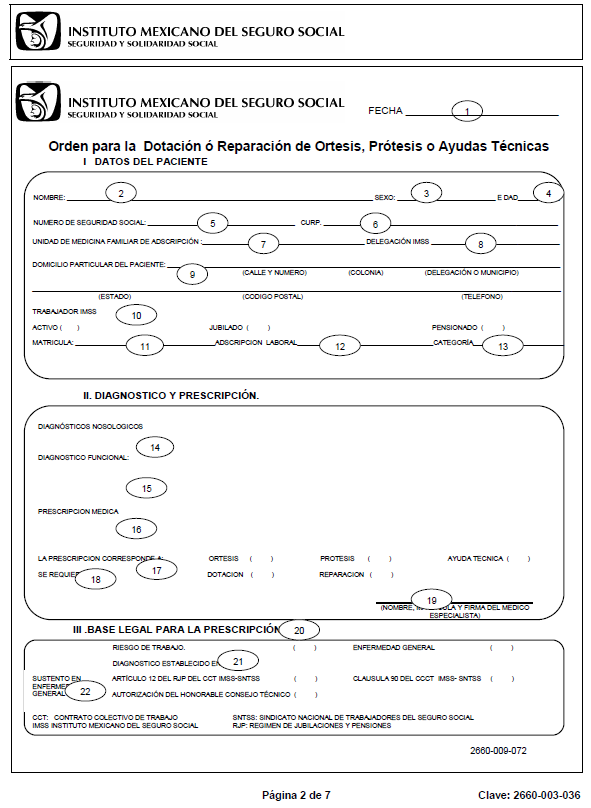 INSTITUTO MEXICANO DEL SEGURO SOCIAL
SEGURIDAD Y SOLIDARIDAD SOCIAL
INSTITUTO MEXICANO DEL SEGURO SOCIAL
SEGURIDAD Y SOLIDARIDAD SOCIAL
FECHA 1
Orden para la Dotación ó Reparación de Ortesis, Prótesis o Ayudas Técnicas
I DATOS DEL PACIENTE
NOMBRE: 2 SEXO: 3 E DAD 4
NUMERO DE SEGURIDAD SOCIAL: 5 CURP. 6
UNIDAD DE MEDICINA FAMILIAR DE ADSCRIPCIÓN : 7 DELEGACIÓN IMSS 8
DOMICILIO PARTICULAR DEL PACIENTE: 9
(CALLE Y NUMERO) (COLONIA) (DELEGACIÓN O MUNICIPIO)
(ESTADO) (CODIGO POSTAL) (TELEFONO)
TRABAJADOR IMSS 10
ACTIVO ( ) JUBILADO ( ) PENSIONADO ( )
MATRICULA: 11 ADSCRIPCION LABORAL 12 CATEGORÍA 13
II. DIAGNOSTICO Y PRESCRIPCIÓN.
DIAGNÓSTICOS NOSOLOGICOS
14
DIAGNOSTICO FUNCIONAL:
15
PRESCRIPCION MEDICA
16
LA PRESCRIPCION CORRESPONDE A: 17 ORTESIS ( ) PROTESIS ( ) AYUDA TECNICA ( )
SE 18 DOTACION ( ) REPARACION ( )
19
(NOMBRE, Y FIRMA DEL MEDICO
ESPECIALISTA)
III .BASE LEGAL PARA LA PRESCRIPCIÓN 20
RIESGO DE TRABAJO. ( ) ENFERMEDAD GENERAL ( )
DIAGNOSTICO ESTABLECIDO 21
SUSTENTO EN ARTÍCULO 12 DEL RJP DEL CCT IMSS-SNTSS ( ) CLAUSULA 90 DEL CCCT IMSS- SNTSS ( )
22
GENERAL AUTORIZACIÓN DEL HONORABLE CONSEJO TÉCNICO ( )
CCT: CONTRATO COLECTIVO DE TRABAJO SNTSS: SINDICATO NACIONAL DE TRABAJADORES DEL SEGURO SOCIAL
IMSS INSTITUTO MEXICANO DEL SEGURO SOCIAL RJP: REGIMEN DE JUBILACIONES Y PENSIONES
2660-009-072
Página 2 de 7 Clave: 2660-003-036